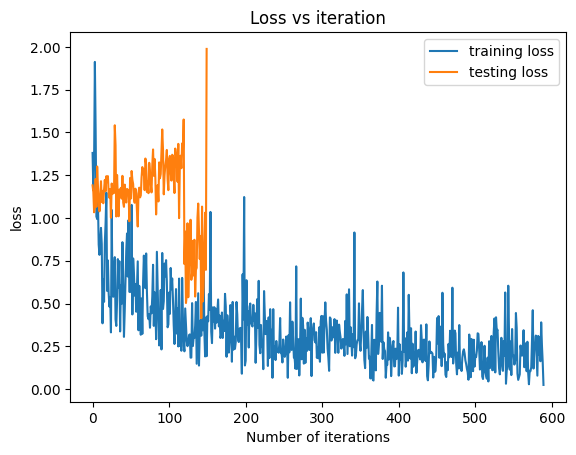 Loss vs iteration
training loss
testing loss
2.00
1.75
1.50
1.25
1.00
0.75
0.50
0.25
0.00
loss
0 100 200 300 400 500 600
Number of iterations